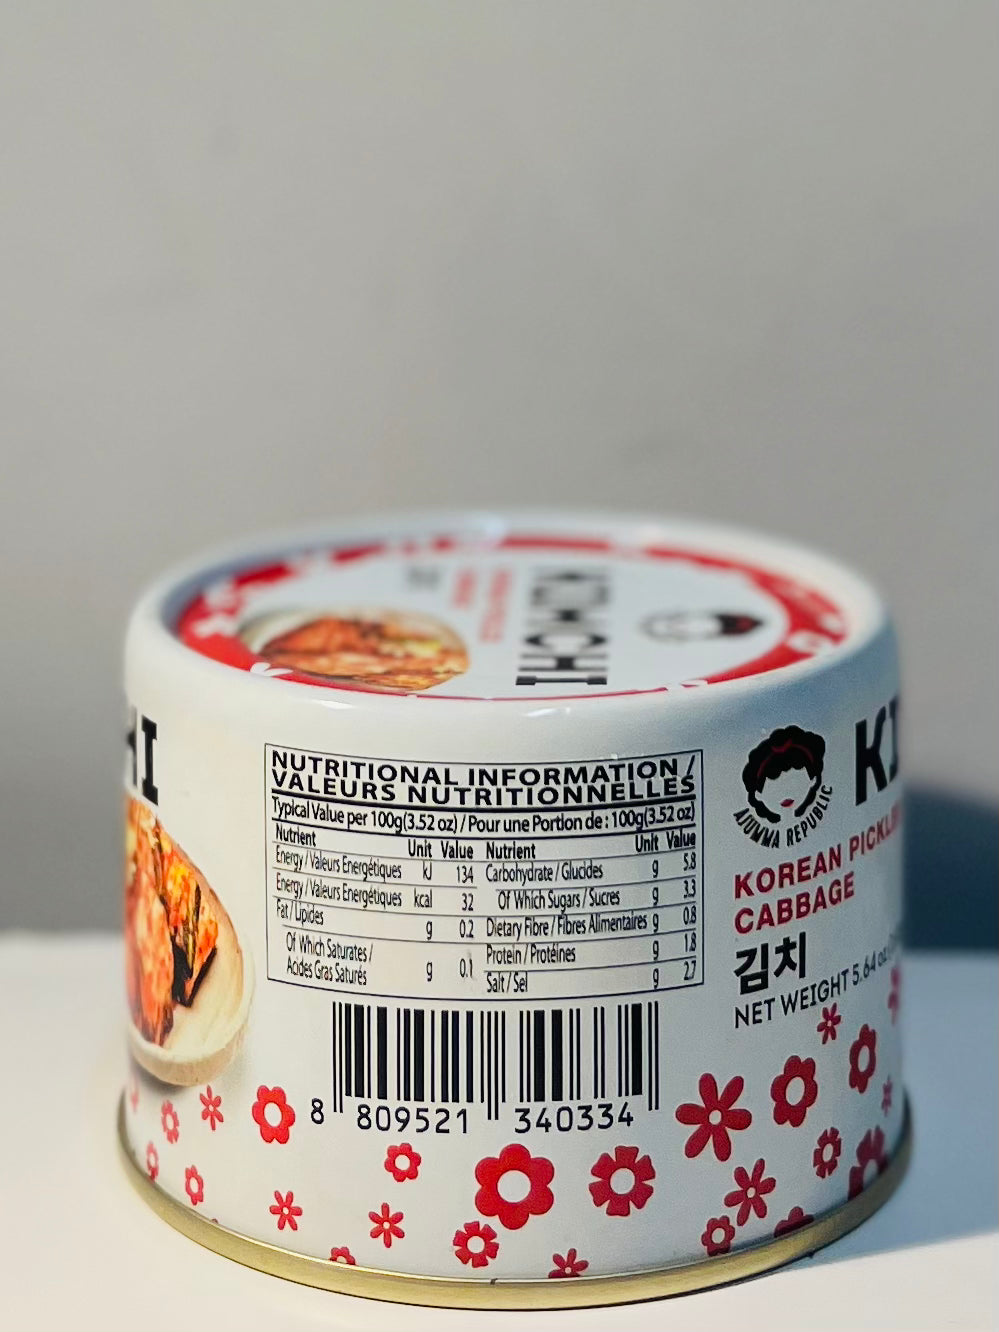 KIMCHI
HI
NUTRITIONAL INFORMATION /
VALEURS NUTRITIONNELLES
Typical Value per 100g(3.52 oz) / Pour une Portion de : 100g(3.52 oz)
Nutrient Unit Value Nutrient Unit Value
Energy / Valeurs Energétiques kJ 134 Carbohydrate / Glucides g 5.8
Energy / Valeurs Energétiques kcal 32 Of Which Sugars / Sucres g 3.3
Fat / Lipides g 0.2 Dietary Fibre / Fibres Alimentaires g 0.8
Of Which Saturates /
Acides Gras Saturés g 0.1 Protein / Protéines g 1.8
Salt / Sel g 2.7
8 809521 340334
AJUMMA REPUBLIC
KI
KOREAN PICKL
CABBAGE
김치
NET WEIGHT 5.64 oz